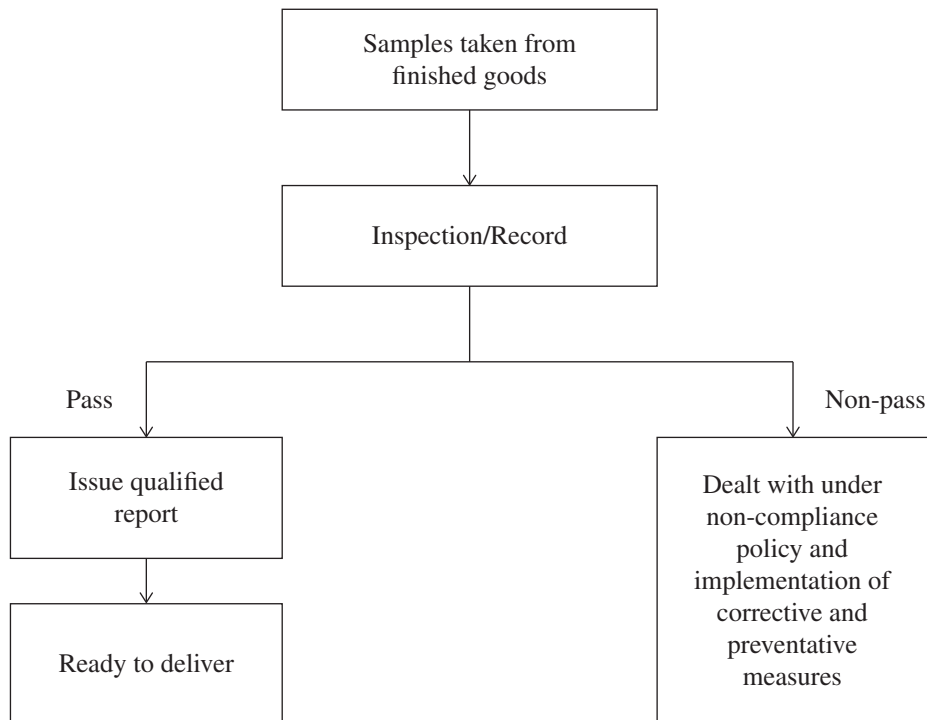 Samples taken from
finished goods
Inspection/Record
Pass
Non-pass
Issue qualified
report
Ready to deliver
Dealt with under
non-compliance
policy and
implementation of
corrective and
preventative
measures